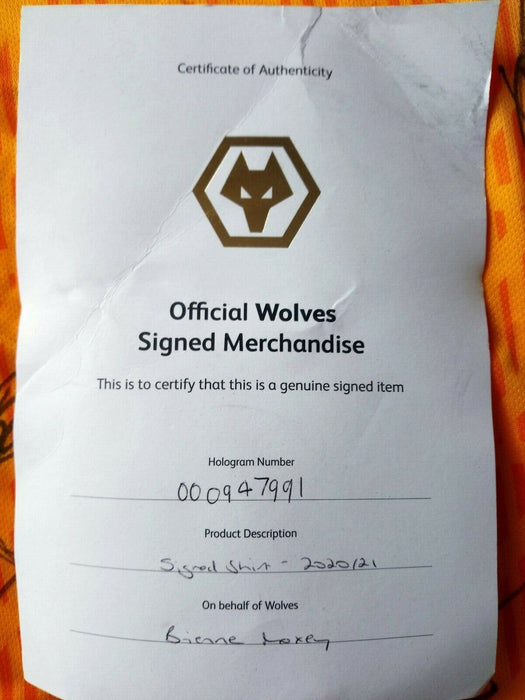 Certificate of Authenticity
Official Wolves
Signed Merchandise
This is to certify that this is a genuine signed item
Hologram Number
000947991
Product Description
Signed Shirt - 2020/21
On behalf of Wolves